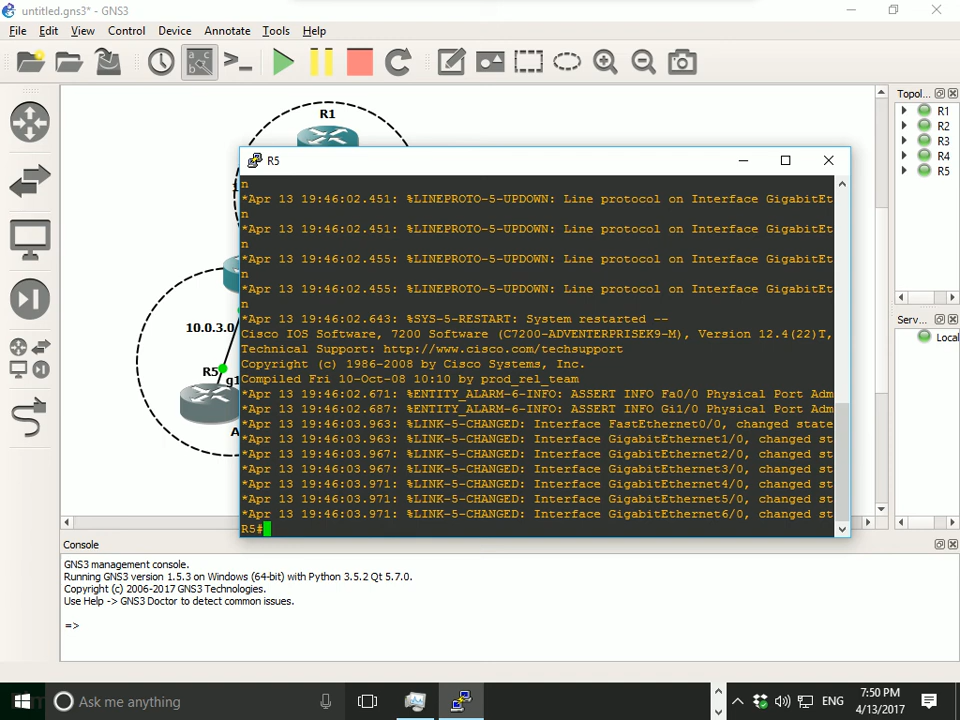 untitled.gns3* - GNS3
File Edit View Control Device Annotate Tools Help
R1
Topol...
R1
R2
R3
R4
R5
10.0.3.0
R5
g1
A
Serv...
Local
R5
n
*Apr 13 19:46:02.451: %LINEPROTO-5-UPDOWN: Line protocol on Interface GigabitEt
n
*Apr 13 19:46:02.451: %LINEPROTO-5-UPDOWN: Line protocol on Interface GigabitEt
n
*Apr 13 19:46:02.455: %LINEPROTO-5-UPDOWN: Line protocol on Interface GigabitEt
n
*Apr 13 19:46:02.455: %LINEPROTO-5-UPDOWN: Line protocol on Interface GigabitEt
n
*Apr 13 19:46:02.643: %SYS-5-RESTART: System restarted --
Cisco IOS Software, 7200 Software (C7200-ADVENTERPRISEK9-M), Version 12.4(22)T,
Technical Support: http://www.cisco.com/techsupport
Copyright (c) 1986-2008 by Cisco Systems, Inc.
Compiled Fri 10-Oct-08 10:10 by prod_rel_team
*Apr 13 19:46:02.671: %ENTITY_ALARM-6-INFO: ASSERT INFO Fa0/0 Physical Port Adm
*Apr 13 19:46:02.687: %ENTITY_ALARM-6-INFO: ASSERT INFO Gi1/0 Physical Port Adm
*Apr 13 19:46:03.963: %LINK-5-CHANGED: Interface FastEthernet0/0, changed state
*Apr 13 19:46:03.963: %LINK-5-CHANGED: Interface GigabitEthernet1/0, changed st
*Apr 13 19:46:03.967: %LINK-5-CHANGED: Interface GigabitEthernet2/0, changed st
*Apr 13 19:46:03.967: %LINK-5-CHANGED: Interface GigabitEthernet3/0, changed st
*Apr 13 19:46:03.971: %LINK-5-CHANGED: Interface GigabitEthernet4/0, changed st
*Apr 13 19:46:03.971: %LINK-5-CHANGED: Interface GigabitEthernet5/0, changed st
*Apr 13 19:46:03.971: %LINK-5-CHANGED: Interface GigabitEthernet6/0, changed st
R5#
Console
GNS3 management console.
Running GNS3 version 1.5.3 on Windows (64-bit) with Python 3.5.2 Qt 5.7.0.
Copyright (c) 2006-2017 GNS3 Technologies.
Use Help -> GNS3 Doctor to detect common issues.
=>
Ask me anything
ENG
7:50 PM
4/13/2017